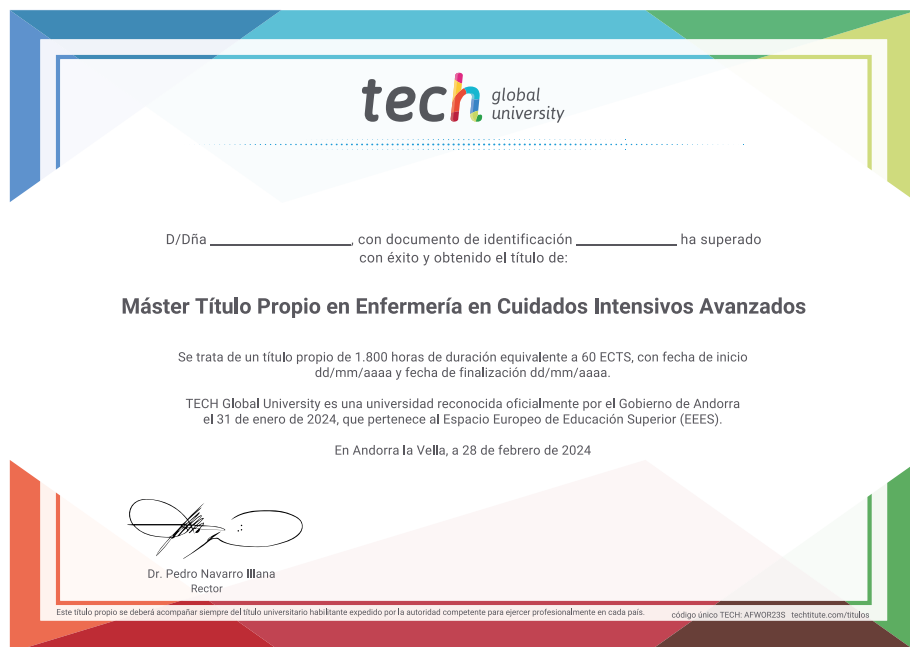 tech global university
D/Dña ______________, con documento de identificación __________ ha superado
con éxito y obtenido el título de:
Máster Título Propio en Enfermería en Cuidados Intensivos Avanzados
Se trata de un título propio de 1.800 horas de duración equivalente a 60 ECTS, con fecha de inicio
dd/mm/aaaa y fecha de finalización dd/mm/aaaa.
TECH Global University es una universidad reconocida oficialmente por el Gobierno de Andorra
el 31 de enero de 2024, que pertenece al Espacio Europeo de Educación Superior (EEES).
En Andorra la Vella, a 28 de febrero de 2024
Dr. Pedro Navarro Illana
Rector
Este título propio se deberá acompañar siempre del título universitario habilitante expedido por la autoridad competente para ejercer profesionalmente en cada país.
código único TECH: AFWOR23S techtitute.com/titulos